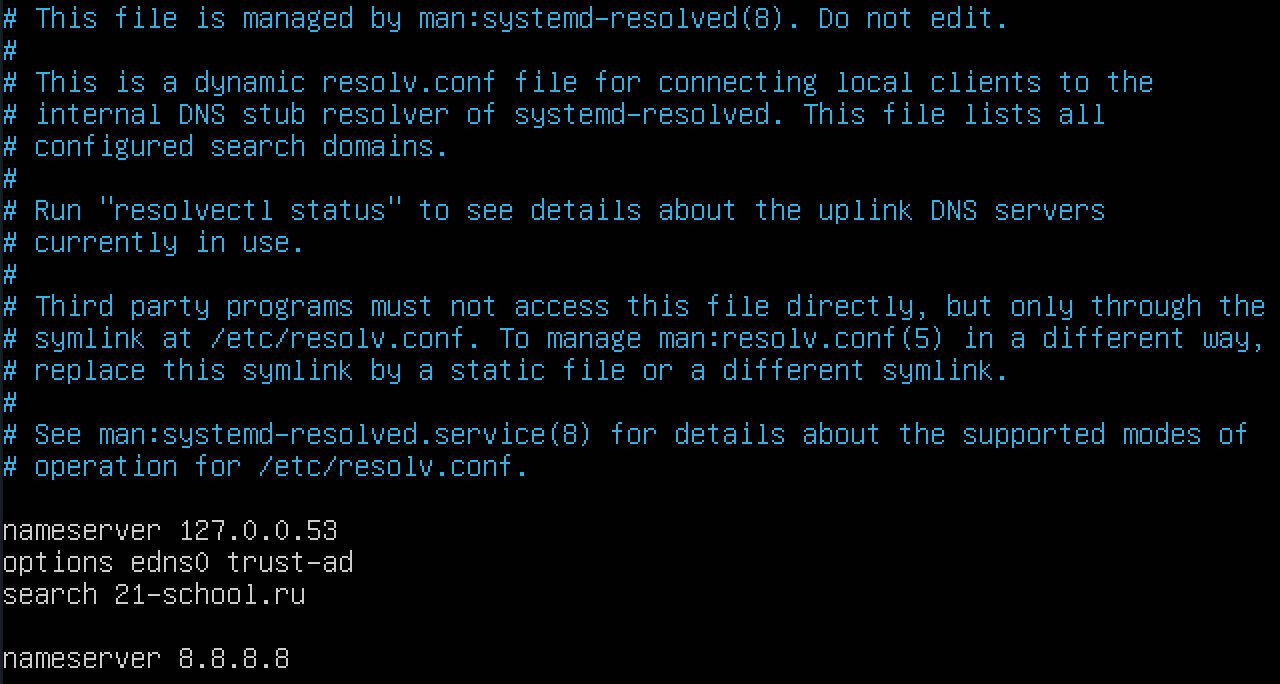 # This file is managed by man:systemd-resolved(8). Do not edit.
#
# This is a dynamic resolv.conf file for connecting local clients to the
# internal DNS stub resolver of systemd-resolved. This file lists all
# configured search domains.
#
# Run "resolvectl status" to see details about the uplink DNS servers
# currently in use.
#
# Third party programs must not access this file directly, but only through the
# symlink at /etc/resolv.conf. To manage man:resolv.conf(5) in a different way,
# replace this symlink by a static file or a different symlink.
#
# See man:systemd-resolved.service(8) for details about the supported modes of
# operation for /etc/resolv.conf.

nameserver 127.0.0.53
options edns0 trust-ad
search 21-school.ru

nameserver 8.8.8.8